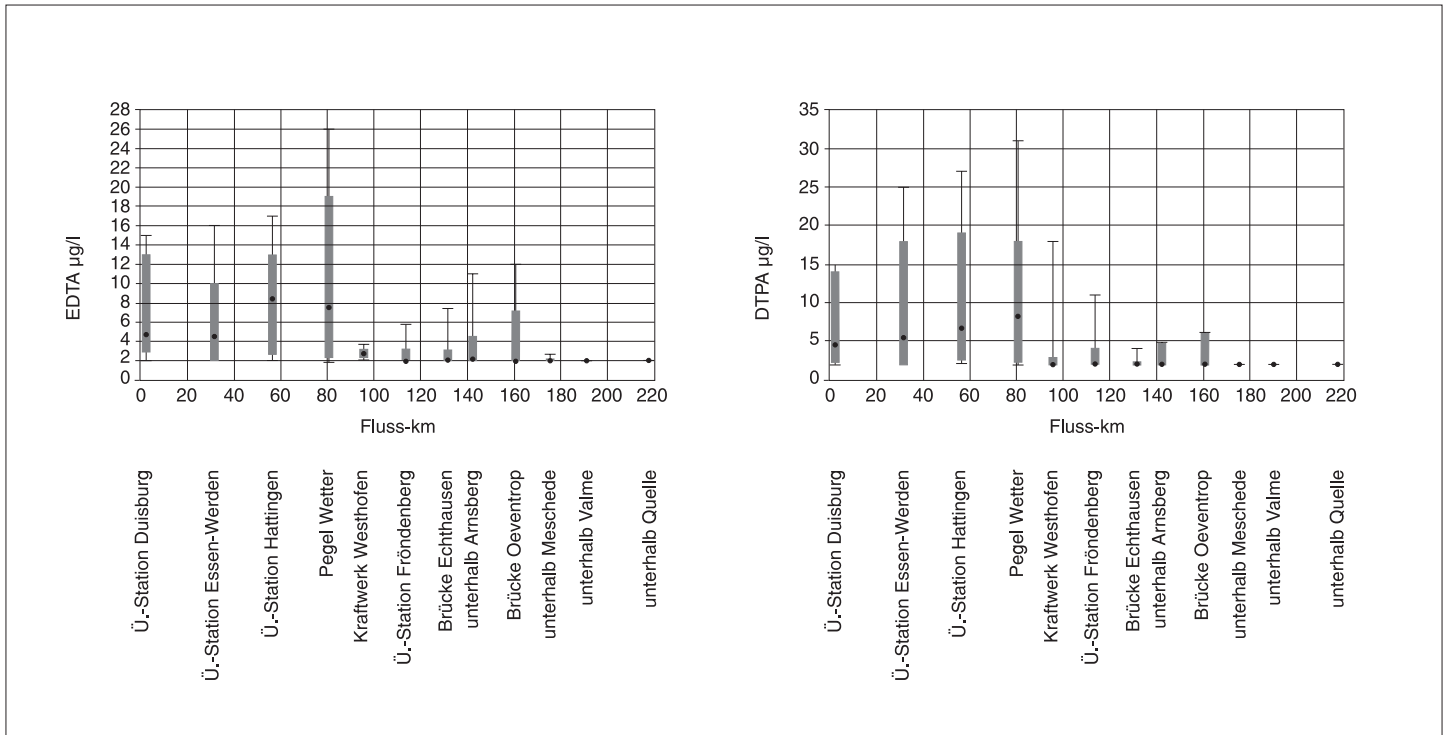 EDTA µg/l
28
26
24
22
20
18
16
14
12
10
8
6
4
2
0
0 20 40 60 80 100 120 140 160 180 200 220
Fluss-km
Ü.-Station Duisburg
Ü.-Station Essen-Werden
Ü.-Station Hattingen
Pegel Wetter
Kraftwerk Westhofen
Ü.-Station Fröndenberg
Brücke Echthausen
unterhalb Arnsberg
Brücke Oeventrop
unterhalb Meschede
unterhalb Valme
unterhalb Quelle
DTPA µg/l
35
30
25
20
15
10
5
0
0 20 40 60 80 100 120 140 160 180 200 220
Fluss-km
Ü.-Station Duisburg
Ü.-Station Essen-Werden
Ü.-Station Hattingen
Pegel Wetter
Kraftwerk Westhofen
Ü.-Station Fröndenberg
Brücke Echthausen
unterhalb Arnsberg
Brücke Oeventrop
unterhalb Meschede
unterhalb Valme
unterhalb Quelle